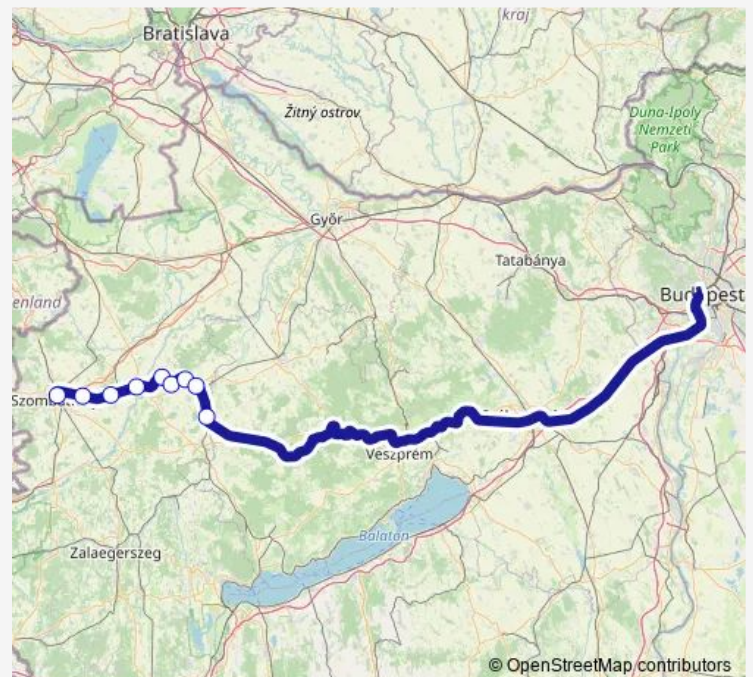 kraj
Bratislava
Žitný ostrov
Duna-Ipoly
Nemzeti
Park
Győr
Tatabánya
enland
Budapest
Veszprém
Balaton
Zalaegerszeg
© OpenStreetMap contributors